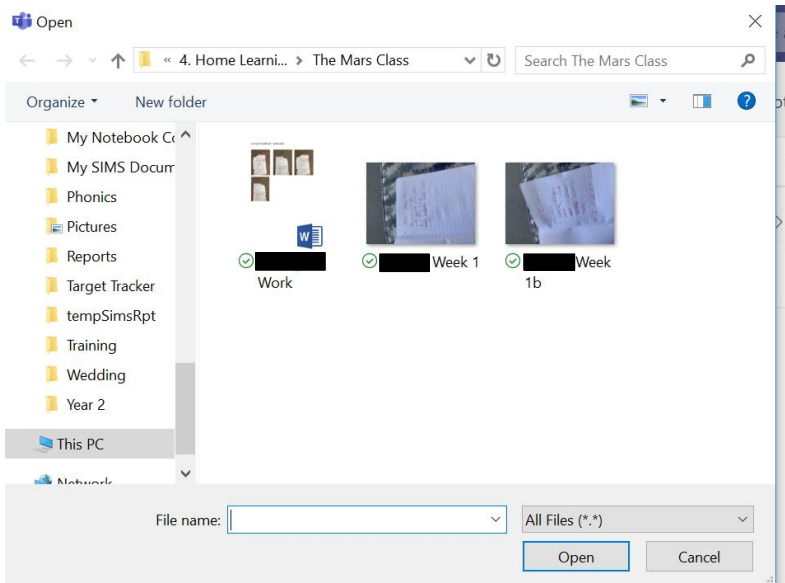 Open
« 4. Home Learni... > The Mars Class
Search The Mars Class
Organize
New folder
My Notebook Co
My SIMS Docum
Phonics
Pictures
Reports
Target Tracker
tempSimsRpt
Training
Wedding
Year 2
This PC
Network
Work
Week 1
Week
1b
File name:
All Files (*.*)
Open
Cancel